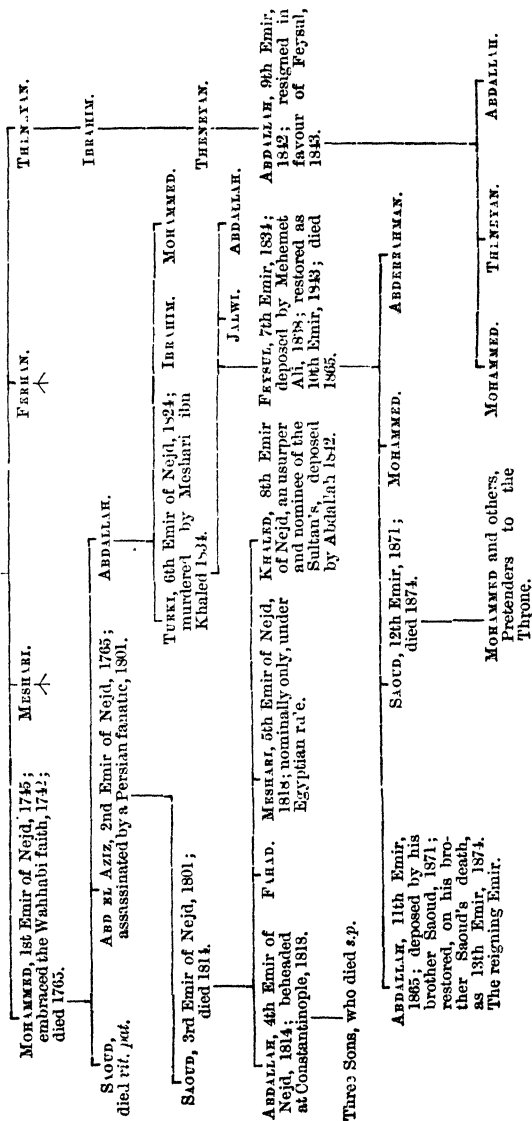 MOHAMMED, 1st Emir of Nejd, 1745;
embraced the Wahhabi faith, 1742;
died 1765.
MESHARI.
FERHAN.
THIN..YAN.
SAOUD,
died vit. pat.
ABD EL AZIZ, 2nd Emir of Nejd, 1765;
assassinated by a Persian fanatic, 1801.
ABDALLAH.
IBRAHIM.
SAOUD, 3rd Emir of Nejd, 1801;
died 1814.
TURKI, 6th Emir of Nejd, 1824;
murdered by Meshari ibn
Khaled 1834.
IBRAHIM.
MOHAMMED.
THENEYAN.
ABDALLAH, 4th Emir of
Nejd, 1814; beheaded
at Constantinople, 1818.
FAHAD.
MESHARI, 5th Emir of Nejd,
1818; nominally only, under
Egyptian
KHALED, 8th Emir
of Nejd, an usurper
and nominee of the
Sultan's, deposed
by Abdallah 1842.
FEYSUL, 7th Emir, 1834;
deposed by Mehemet
Ali, 1838; restored as
10th Emir, 1843; died
1865.
JALWI.
ABDALLAH.
ABDALLAH, 9th Emir,
1842; resigned in
favour of Feysul,
1843.
Three Sons, who died s.p.
ABDALLAH, 11th Emir,
1865; deposed by his
brother Saoud, 1871;
restored, on his bro-
ther Saoud's death,
as 13th Emir, 1874.
The reigning Emir.
SAOUD, 12th Emir, 1871;
died 1874.
MOHAMMED.
ABDERRAHMAN.
MOHAMMED and others,
Pretenders to the
Throne.
MOHAMMED.
THENEYAN.
ABDALLAH.